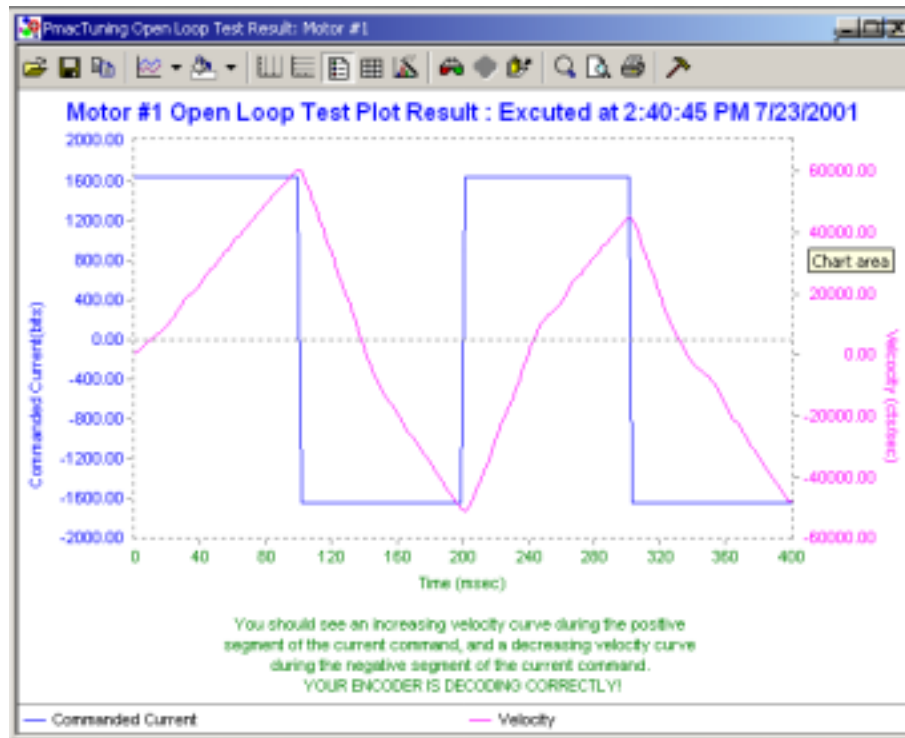 PmacTuning Open Loop Test Result: Motor #1
Motor #1 Open Loop Test Plot Result : Excuted at 2:40:45 PM 7/23/2001
2000.00
1600.00
1200.00
800.00
400.00
0.00
-400.00
-800.00
-1200.00
-1600.00
-2000.00
Commanded Current(bits)
60000.00
40000.00
Chart area
20000.00
0.00
-20000.00
-40000.00
-60000.00
Velocity (cts/sec)
0 40 80 120 160 200 240 280 320 360 400
Time (msec)
You should see an increasing velocity curve during the positive
segment of the current command, and a decreasing velocity curve
during the negative segment of the current command.
YOUR ENCODER IS DECODING CORRECTLY!
Commanded Current Velocity